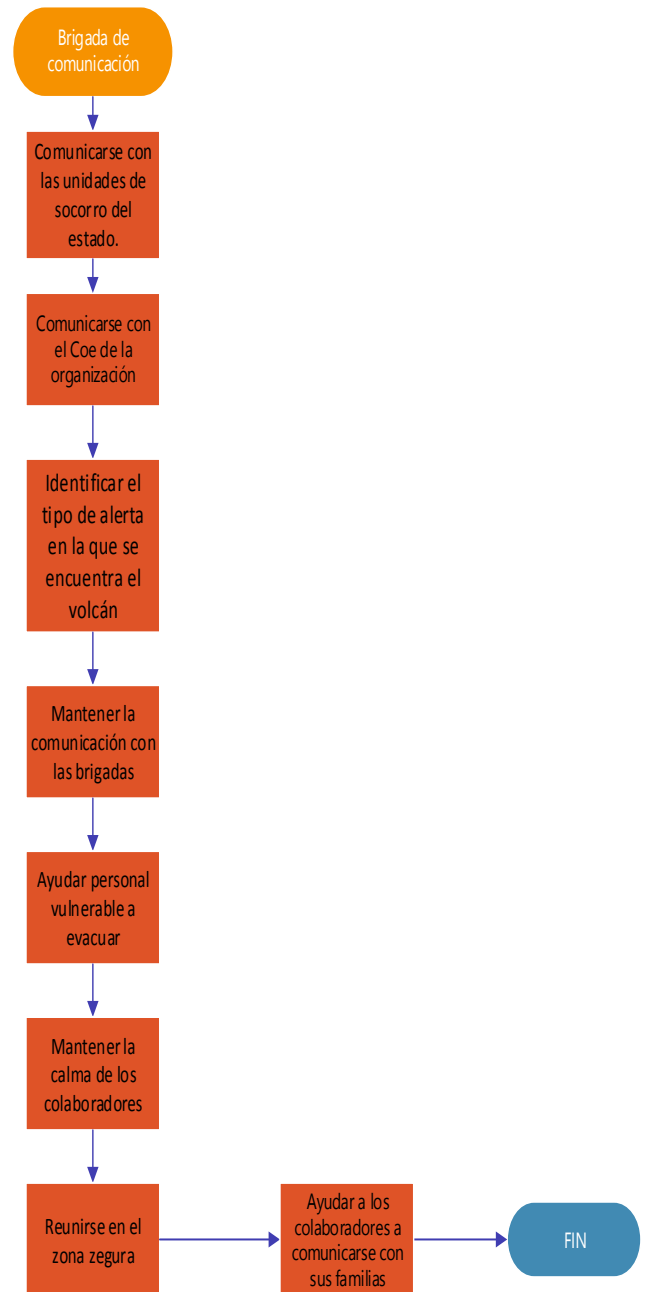 Brigada de
comunicación
Comunicarse con
las unidades de
socorro del
estado.
Comunicarse con
el Coe de la
organización
Identificar el
tipo de alerta
en la que se
encuentra el
volcán
Mantener la
comunicación con
las brigadas
Ayudar personal
vulnerable a
evacuar
Mantener la
calma de los
colaboradores
Reunirse en el
zona zegura
Ayudar a los
colaboradores a
comunicarse con
sus familias
FIN